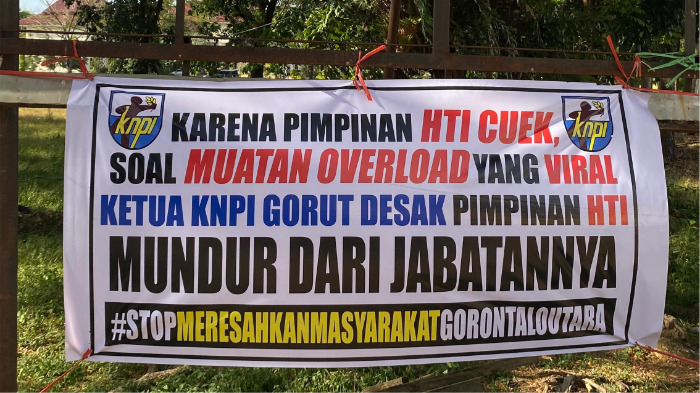 knpi
knpi
KARENA PIMPINAN HTI CUEK,
SOAL MUATAN OVERLOAD YANG VIRAL
KETUA KNPI GORUT DESAK PIMPINAN HTI
MUNDUR DARI JABATANNYA
#STOPMERESAHKANMASYARAKATGORONTALOUTARA